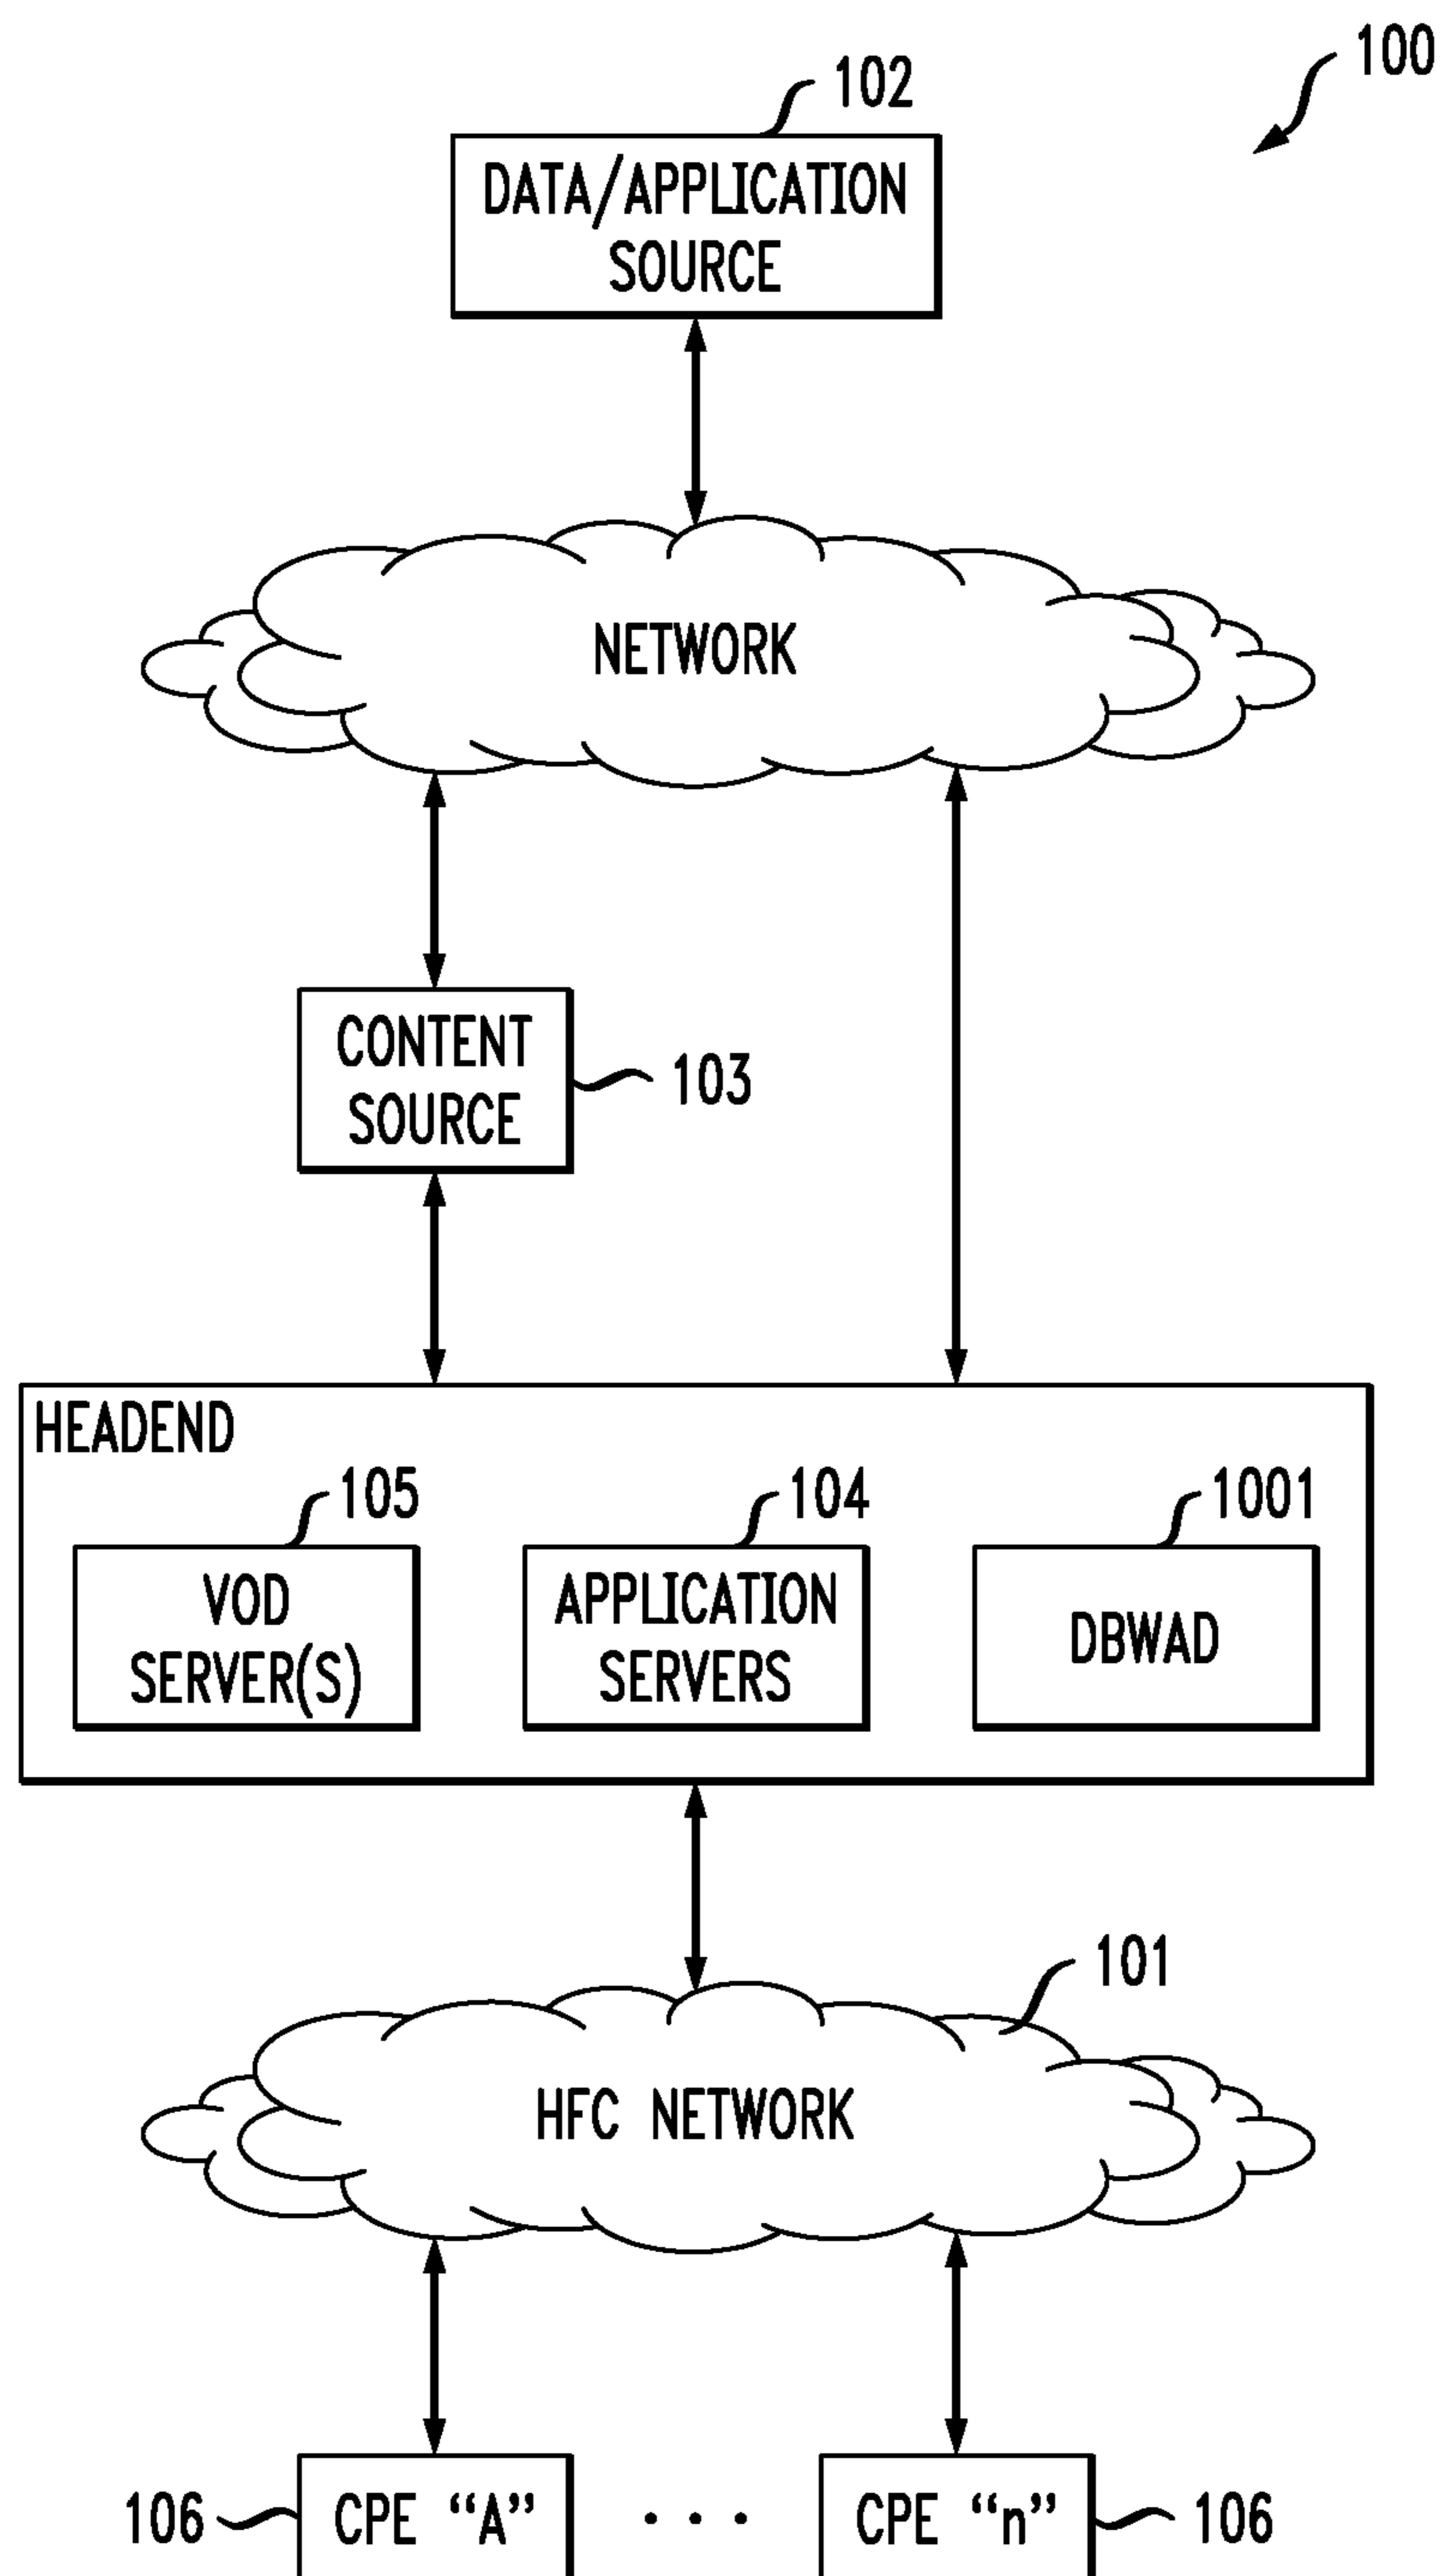 100
102
DATA/APPLICATION
SOURCE
NETWORK
CONTENT
SOURCE
103
HEADEND
105
104
1001
VOD
SERVER(S)
APPLICATION
SERVERS
DBWAD
101
HFC NETWORK
106
CPE “A”
• • •
CPE “n”
106